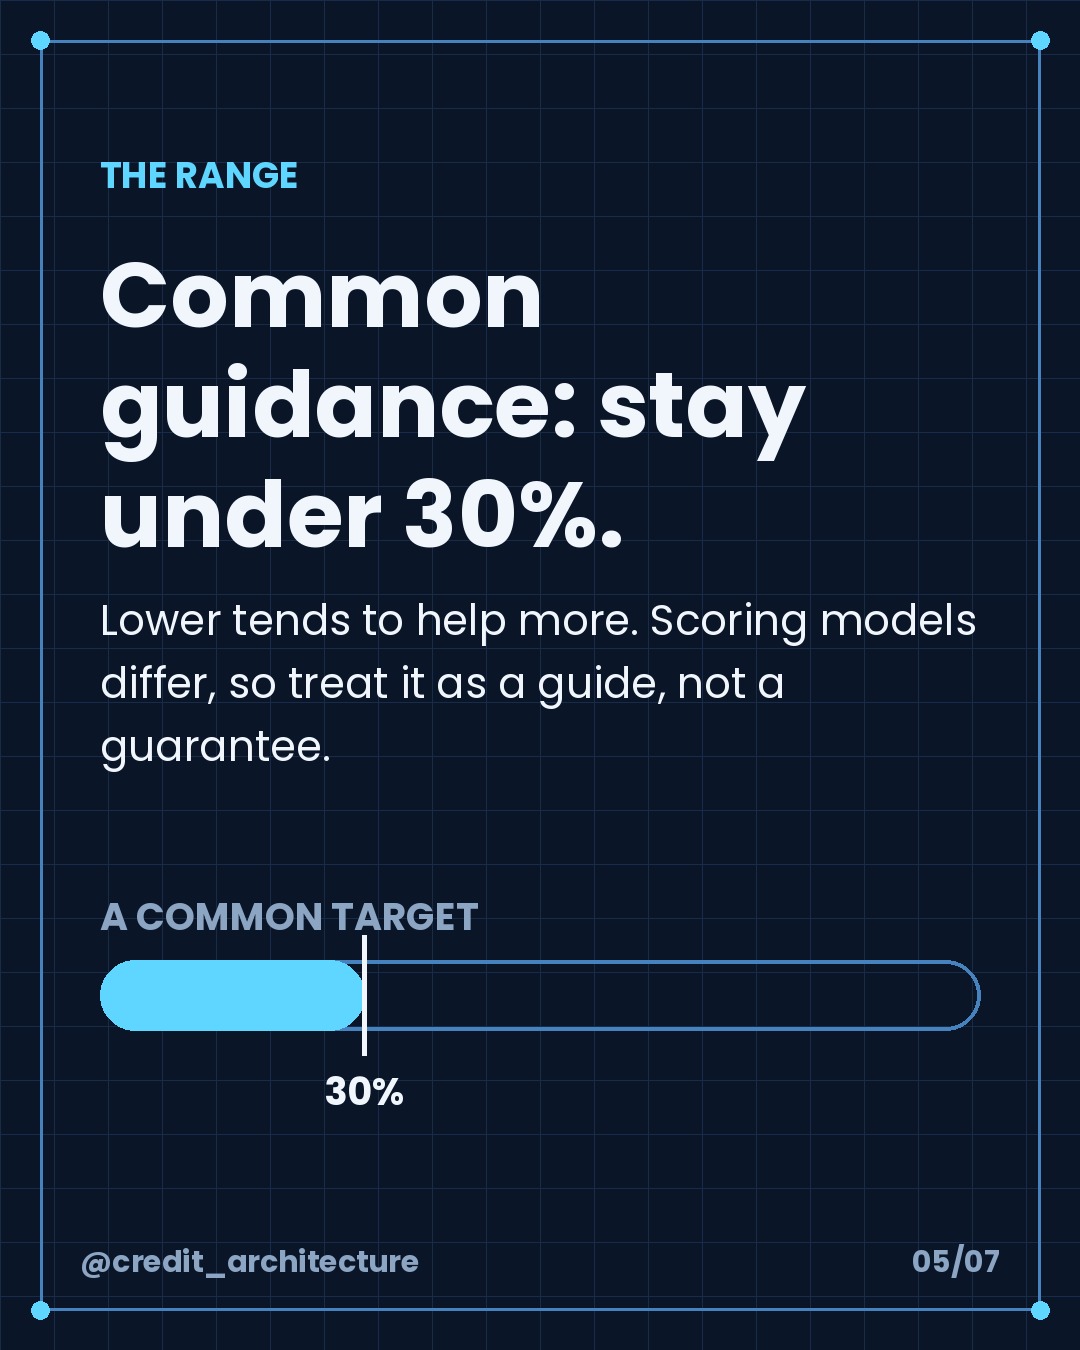 THE RANGE
Common
guidance: stay
under 30%.
Lower tends to help more. Scoring models
differ, so treat it as a guide, not a
guarantee.
A COMMON TARGET
30%
@credit_architecture
05/07